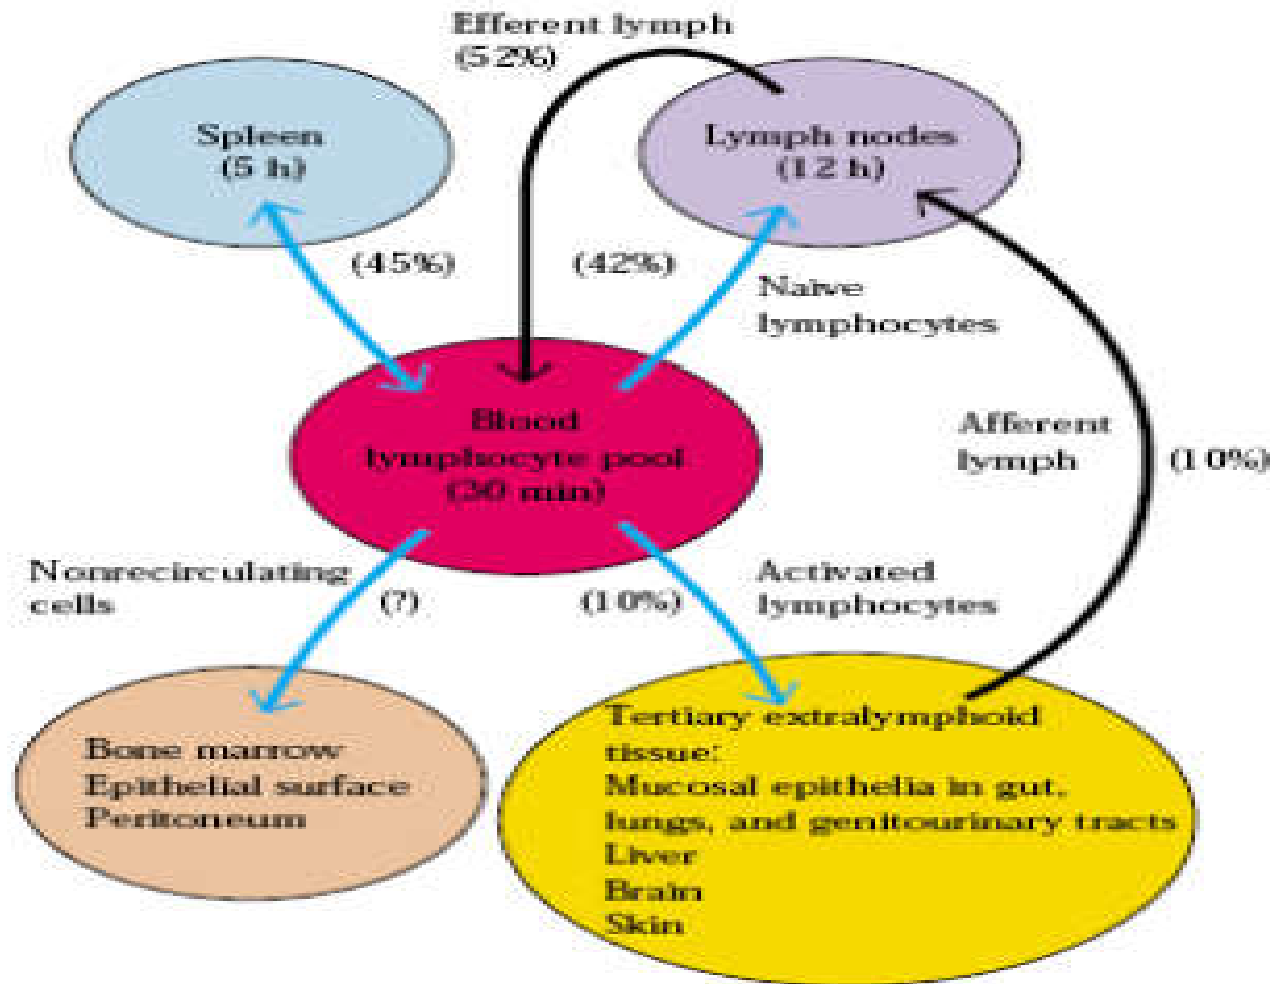 Efferent lymph
(52%)
Spleen
(5 h)
Lymph nodes
(12 h)
(45%)
(42%)
Naive
lymphocytes
Blood
lymphocyte pool
(30 min)
Afferent
lymph
(10%)
Nonrecirculating
cells
(?)
(10%)
Activated
lymphocytes
Bone marrow
Epithelial surface
Peritoneum
Tertiary extralymphoid
tissue:
Mucosal epithelia in gut,
lungs, and genitourinary tracts
Liver
Brain
Skin